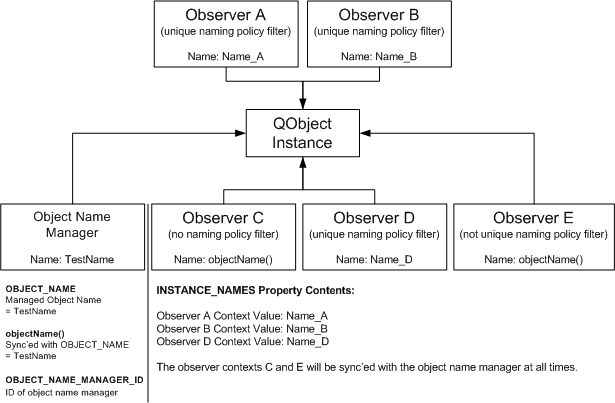 Observer A
(unique naming policy filter)
Name: Name_A
Observer B
(unique naming policy filter)
Name: Name_B
QObject
Instance
Object Name
Manager
Name: TestName
Observer C
(no naming policy filter)
Name: objectName()
Observer D
(unique naming policy filter)
Name: Name_D
Observer E
(not unique naming policy filter)
Name: objectName()
OBJECT_NAME
Managed Object Name
= TestName
objectName()
Sync'ed with OBJECT_NAME
= TestName
OBJECT_NAME_MANAGER_ID
ID of object name manager
INSTANCE_NAMES Property Contents:
Observer A Context Value: Name_A
Observer B Context Value: Name_B
Observer D Context Value: Name_D
The observer contexts C and E will be sync'ed with the object name manager at all times.